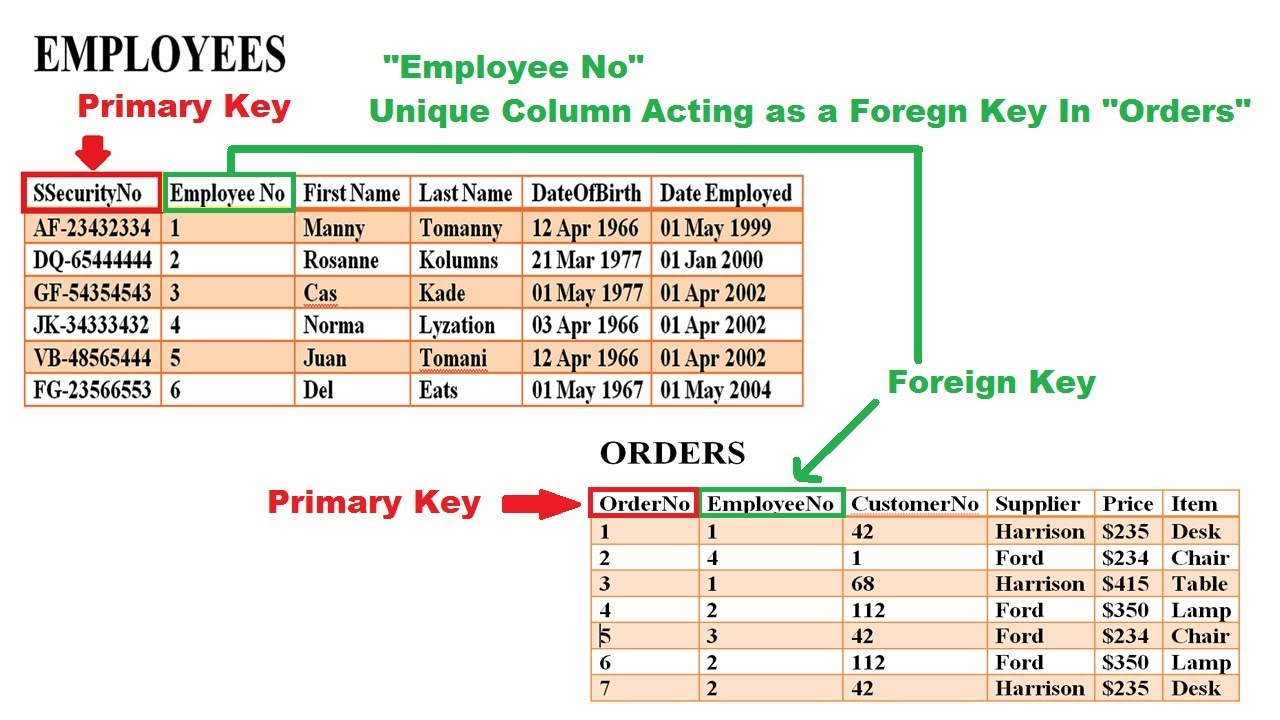 EMPLOYEES
"Employee No"
Primary Key
Unique Column Acting as a Foregn Key In "Orders"
SSecurityNo Employee No First Name Last Name DateOfBirth Date Employed
AF-23432334 1 Manny Tomanny 12 Apr 1966 01 May 1999
DQ-65444444 2 Rosanne Kolumns 21 Mar 1977 01 Jan 2000
GF-54354543 3 Cas Kade 01 May 1977 01 Apr 2002
JK-34333432 4 Norma Lyzation 03 Apr 1966 01 Apr 2002
VB-48565444 5 Juan Tomani 12 Apr 1966 01 Apr 2002
FG-23566553 6 Del Eats 01 May 1967 01 May 2004
Foreign Key
ORDERS
Primary Key
OrderNo EmployeeNo CustomerNo Supplier Price Item
1 1 42 Harrison $235 Desk
2 4 1 Ford $234 Chair
3 1 68 Harrison $415 Table
4 2 112 Ford $350 Lamp
5 3 42 Ford $234 Chair
6 2 112 Ford $350 Lamp
7 2 42 Harrison $235 Desk